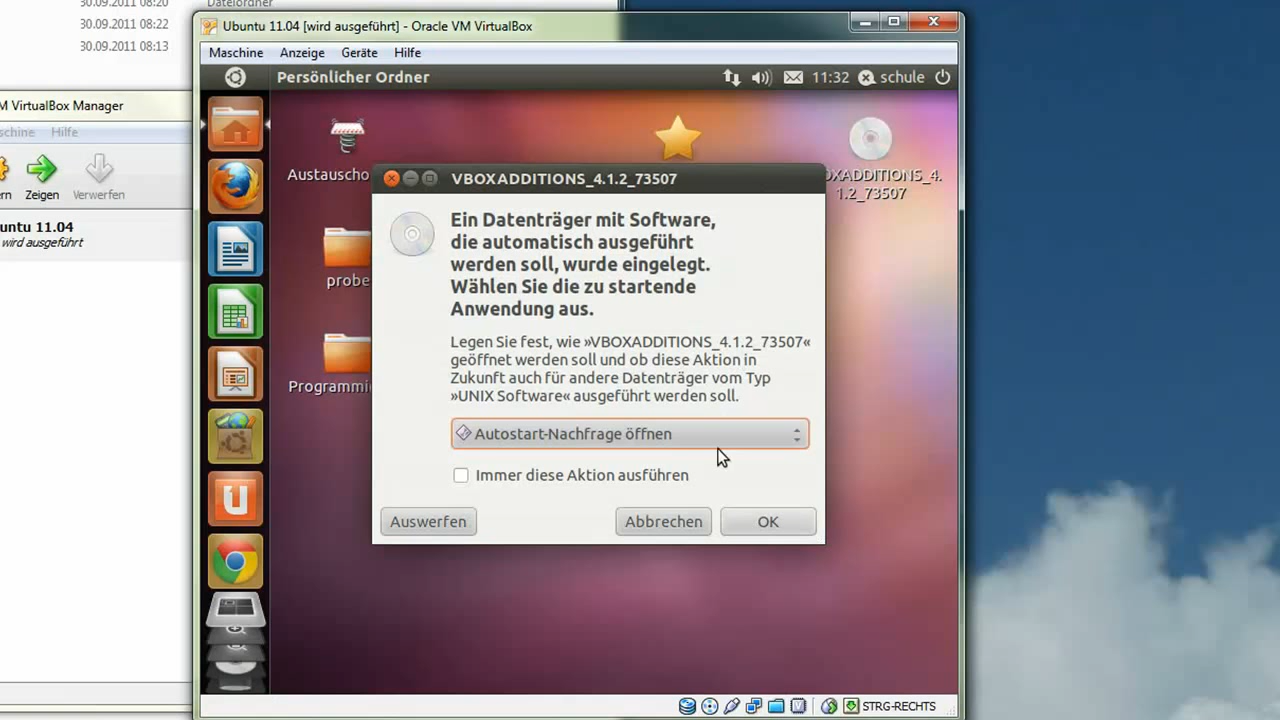 30.09.2011 08:20
Dateiordner
30.09.2011 08:22
30.09.2011 08:13
Ubuntu 11.04 [wird ausgeführt] - Oracle VM VirtualBox
Maschine Anzeige Geräte Hilfe
Persönlicher Ordner
11:32 schule
M VirtualBox Manager
schine Hilfe
rn Zeigen Verwerfen
untu 11.04
wird ausgeführt
Austauscho
OXADDITIONS_4.
1.2_73507
probe
Programmi
VBOXADDITIONS_4.1.2_73507
Ein Datenträger mit Software,
die automatisch ausgeführt
werden soll, wurde eingelegt.
Wählen Sie die zu startende
Anwendung aus.
Legen Sie fest, wie »VBOXADDITIONS_4.1.2_73507«
geöffnet werden soll und ob diese Aktion in
Zukunft auch für andere Datenträger vom Typ
»UNIX Software« ausgeführt werden soll.
Autostart-Nachfrage öffnen
Immer diese Aktion ausführen
Auswerfen Abbrechen OK
STRG-RECHTS